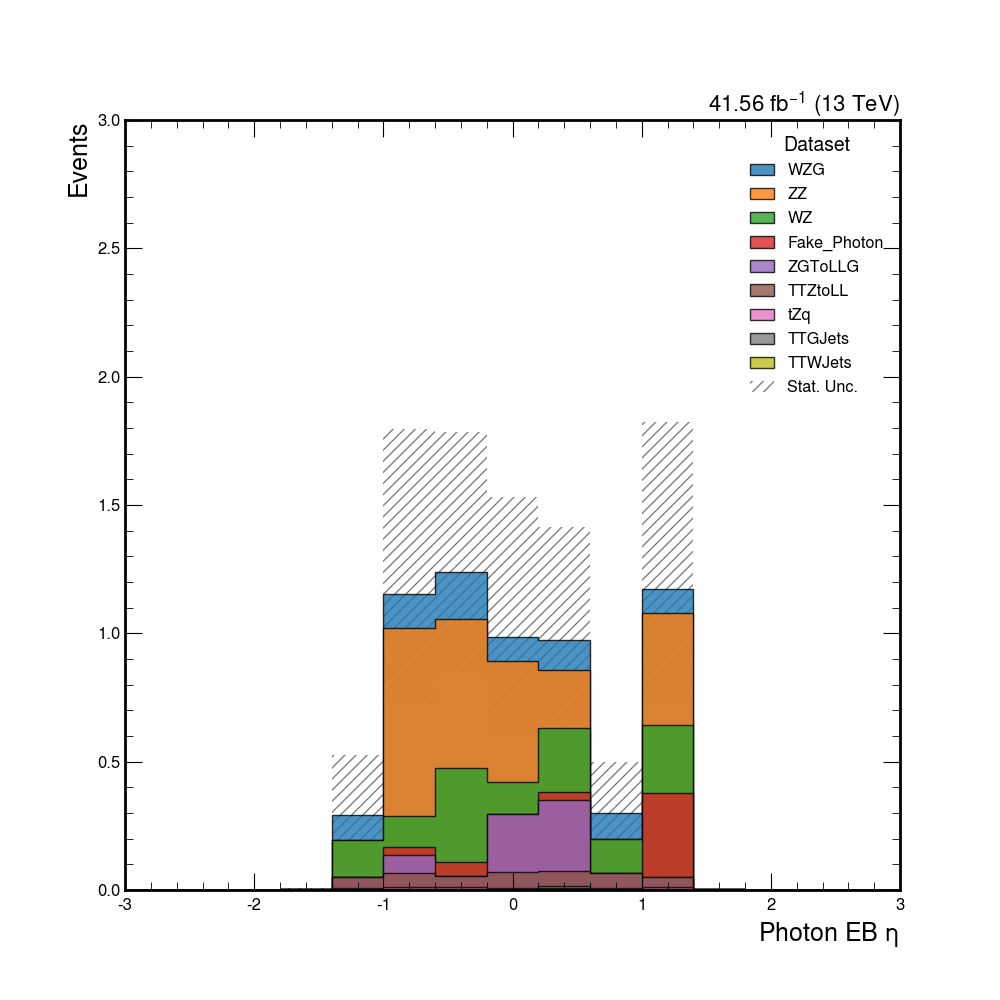 41.56 fb⁻¹ (13 TeV)
Events
3.0
2.5
2.0
1.5
1.0
0.5
0.0
Dataset
WZG
ZZ
WZ
Fake_Photon
ZGToLLG
TTZtoLL
tZq
TTGJets
TTWJets
Stat. Unc.
-3 -2 -1 0 1 2 3
Photon EB η